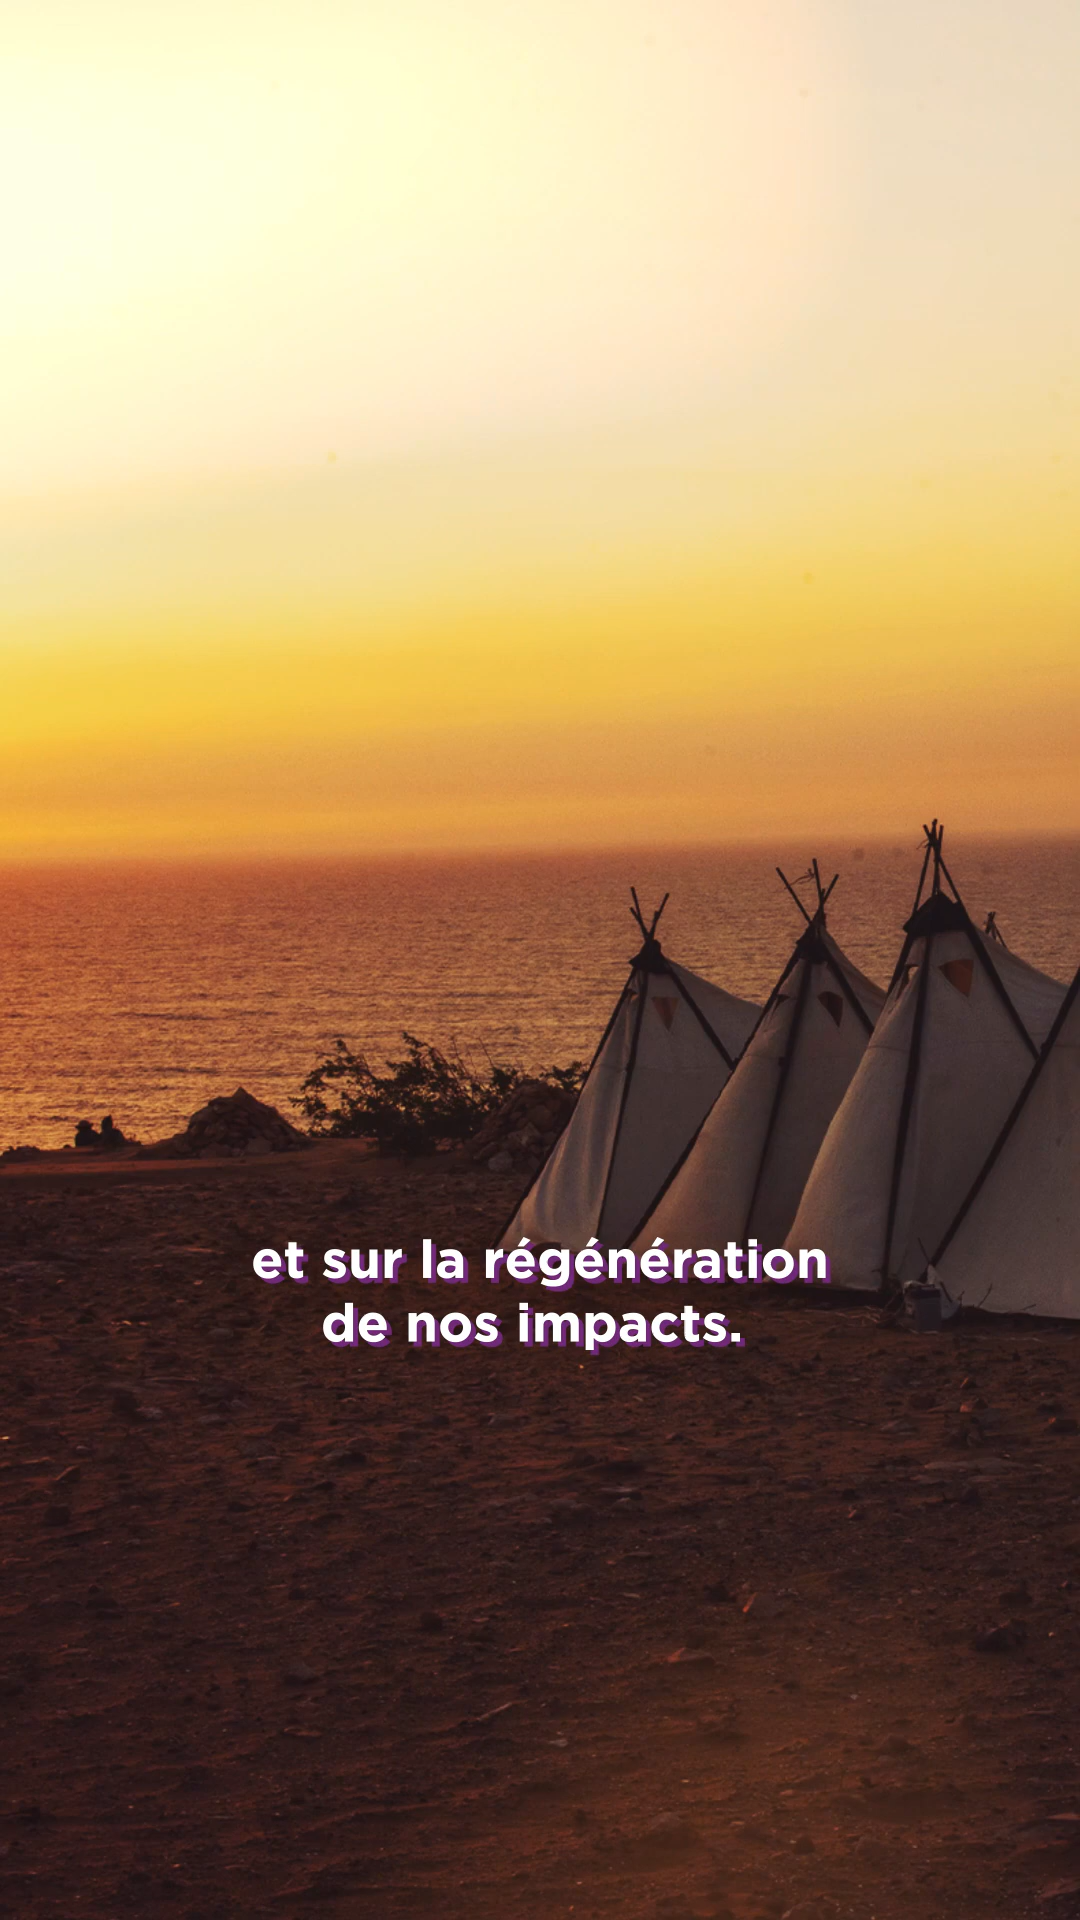 et sur la régénération
de nos impacts.